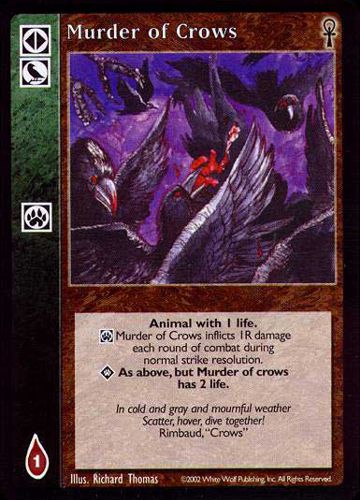 Murder of Crows
Animal with 1 life.
Murder of Crows inflicts 1R damage
each round of combat during
normal strike resolution.
As above, but Murder of crows
has 2 life.
In cold and gray and mournful weather
Scatter, hover, dive together!
Rimbaud, "Crows"
1
Illus. Richard Thomas
©2002 White Wolf Publishing, Inc. All Rights Reserved.